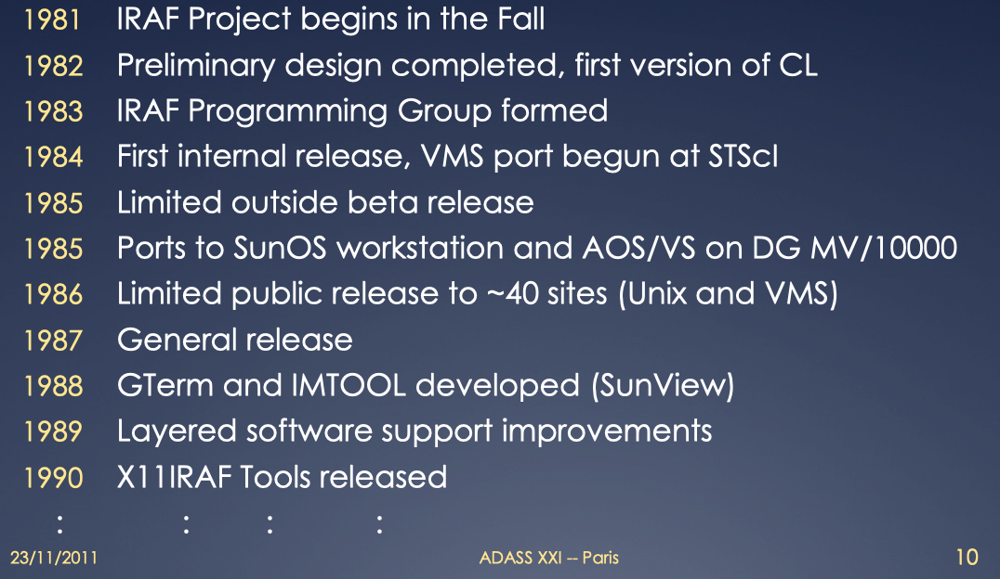 1981 IRAF Project begins in the Fall
1982 Preliminary design completed, first version of CL
1983 IRAF Programming Group formed
1984 First internal release, VMS port begun at STScI
1985 Limited outside beta release
1985 Ports to SunOS workstation and AOS/VS on DG MV/10000
1986 Limited public release to ~40 sites (Unix and VMS)
1987 General release
1988 GTerm and IMTOOL developed (SunView)
1989 Layered software support improvements
1990 X11IRAF Tools released
: : : :
23/11/2011 ADASS XXI -- Paris 10